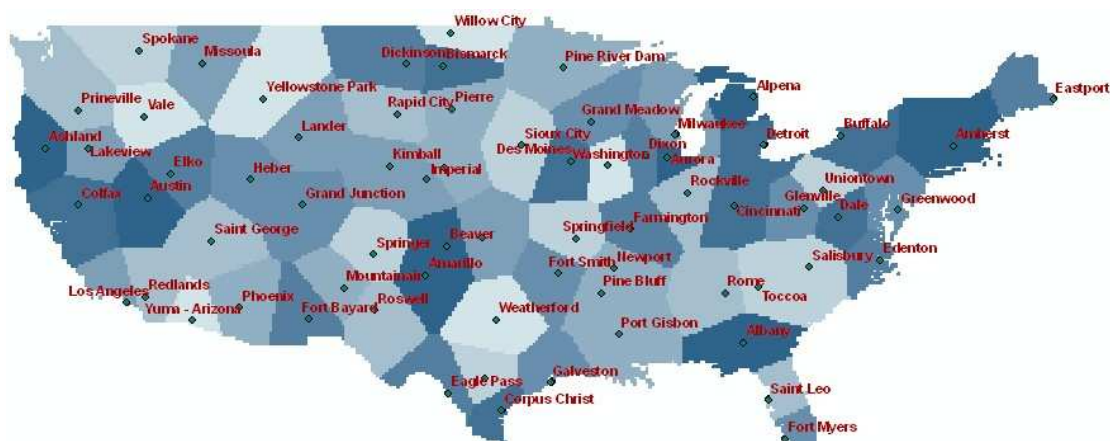 Willow City
Spokane
Missoula
Dickinson
Bismarck
Pine River Dam
Alpena
Eastport
Yellowstone Park
Prineville
Vale
Rapid City
Pierre
Grand Meadow
Milwaukee
Detroit
Buffalo
Amherst
Ashland
Lakeview
Elko
Lander
Sioux City
Des Moines
Washington
Dixon
Aurora
Kimball
Imperial
Heber
Austin
Colfax
Grand Junction
Rockville
Cincinnati
Uniontown
Glenville
Dale
Greenwood
Saint George
Springer
Beaver
Springfield
Farmington
Edenton
Salisbury
Amarillo
Mountainair
Fort Smith
Newport
Pine Bluff
Rome
Toccoa
Los Angeles
Redlands
Yuma - Arizona
Phoenix
Fort Bayard
Roswell
Weatherford
Port Gisbon
Albany
Eagle Pass
Galveston
Corpus Christ
Saint Leo
Fort Myers